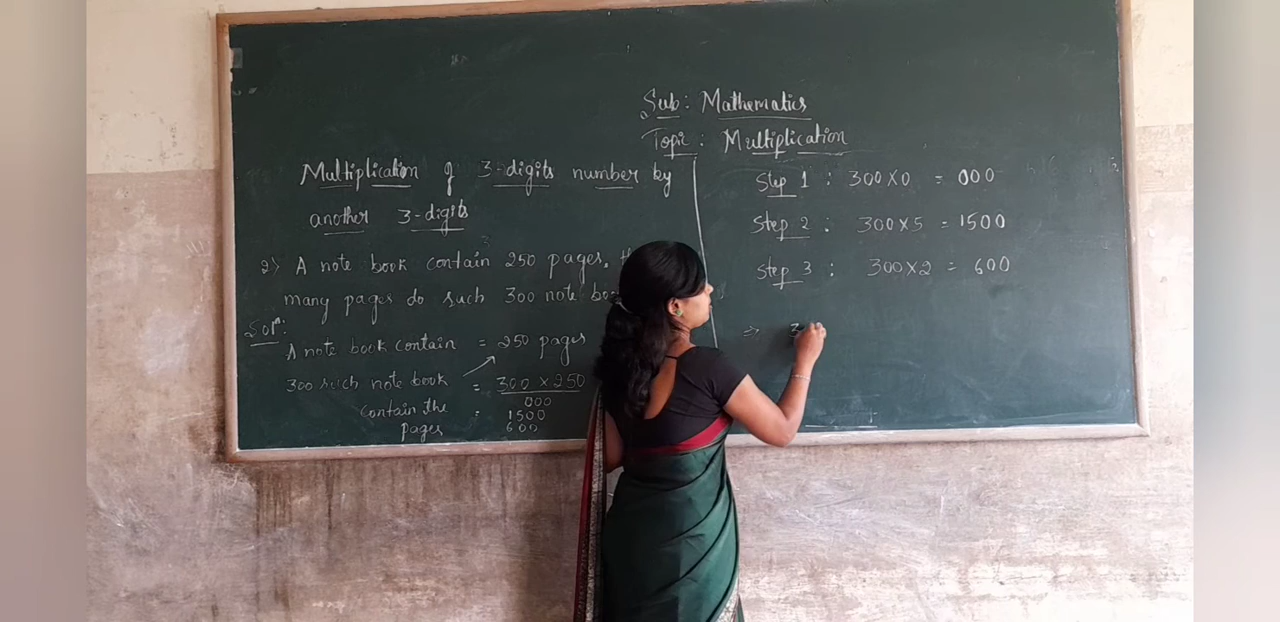 Sub: Mathematics
Topic: Multiplication
Multiplication of 3-digits number by
another 3-digits
2) A note book contain 250 pages,
many pages do such 300 note
Soln:
A note book contain = 250 pages
300 such note book = 300 × 250
000
contain the : 1500
pages 600
Step 1 : 300×0 = 000
Step 2 : 300×5 = 1500
Step 3 : 300×2 = 600
⇒ 3